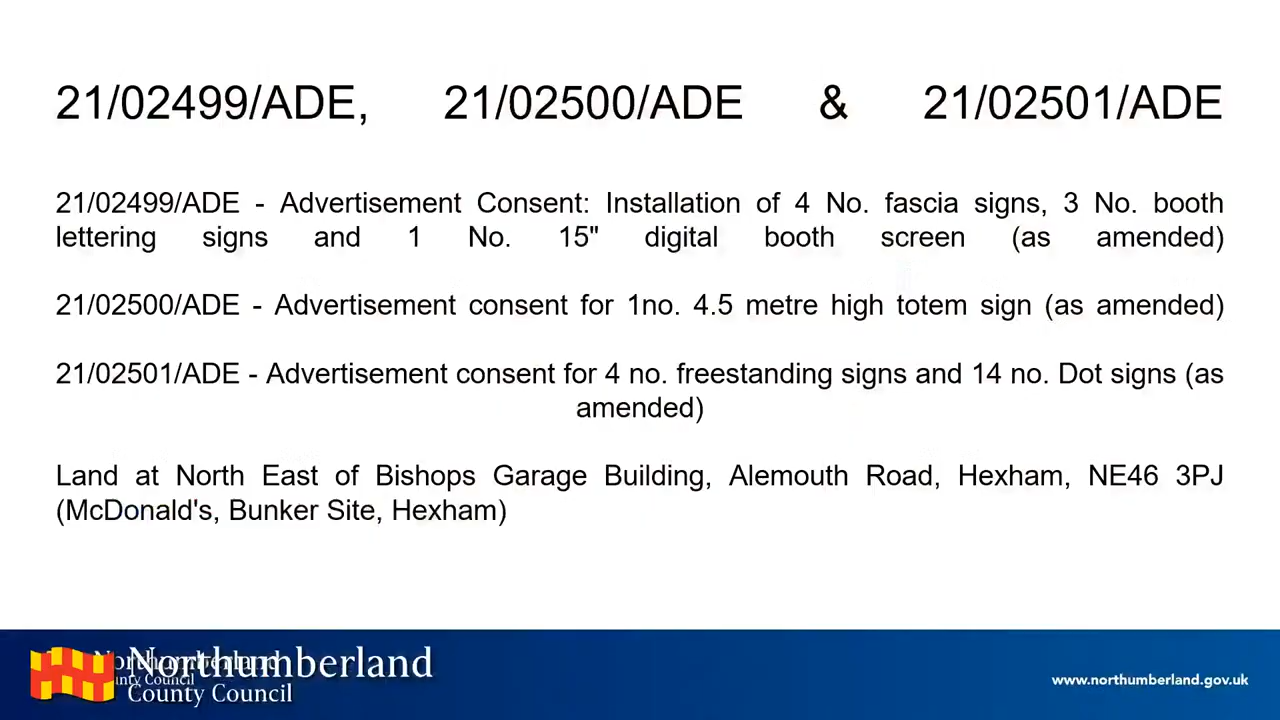 21/02499/ADE, 21/02500/ADE & 21/02501/ADE
21/02499/ADE - Advertisement Consent: Installation of 4 No. fascia signs, 3 No. booth
lettering signs and 1 No. 15" digital booth screen (as amended)
21/02500/ADE - Advertisement consent for 1no. 4.5 metre high totem sign (as amended)
21/02501/ADE - Advertisement consent for 4 no. freestanding signs and 14 no. Dot signs (as
amended)
Land at North East of Bishops Garage Building, Alemouth Road, Hexham, NE46 3PJ
(McDonald's, Bunker Site, Hexham)
Northumberland
County Council
Northumberland
County Council
www.northumberland.gov.uk